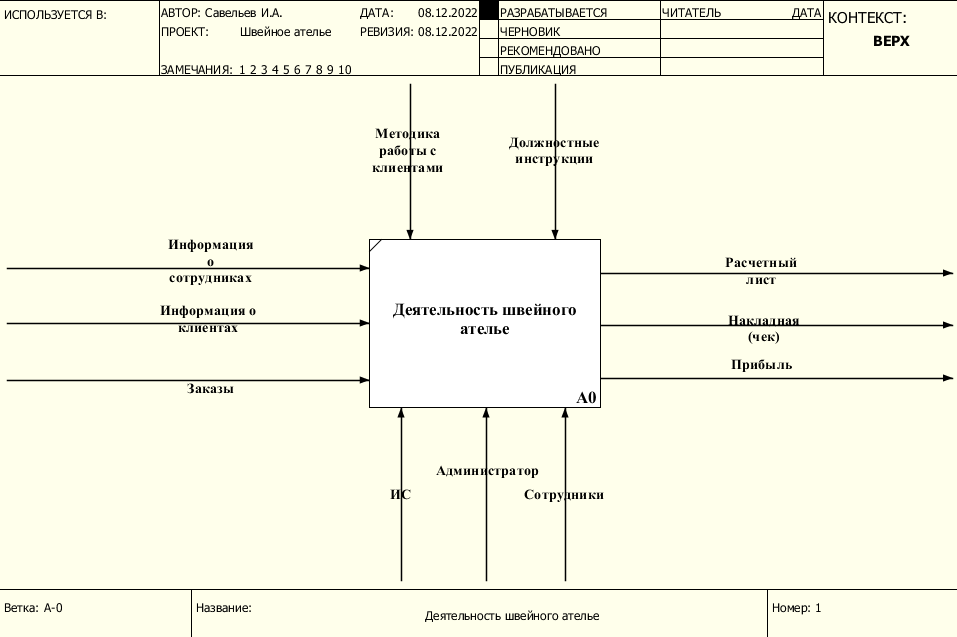 ИСПОЛЬЗУЕТСЯ В:
АВТОР: Савельев И.А.
ДАТА: 08.12.2022
ПРОЕКТ: Швейное ателье
РЕВИЗИЯ: 08.12.2022
ЗАМЕЧАНИЯ: 1 2 3 4 5 6 7 8 9 10
РАЗРАБАТЫВАЕТСЯ
ЧЕРНОВИК
РЕКОМЕНДОВАНО
ПУБЛИКАЦИЯ
ЧИТАТЕЛЬ
ДАТА
КОНТЕКСТ:
ВЕРХ
Методика
работы с
клиентами
Должностные
инструкции
Информация
о
сотрудниках
Информация о
клиентах
Заказы
Деятельность швейного
ателье
A0
Расчетный
лист
Накладная
(чек)
Прибыль
Администратор
ИС
Сотрудники
Ветка: A-0
Название:
Деятельность швейного ателье
Номер: 1